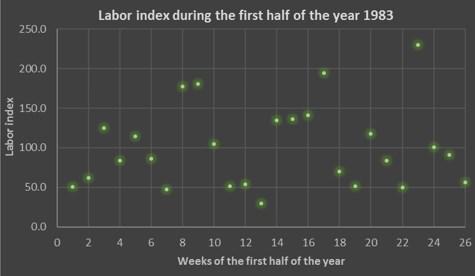 Labor index during the first half of the year 1983
250.0
200.0
150.0
100.0
50.0
0.0
Labor index
0 2 4 6 8 10 12 14 16 18 20 22 24 26
Weeks of the first half of the year